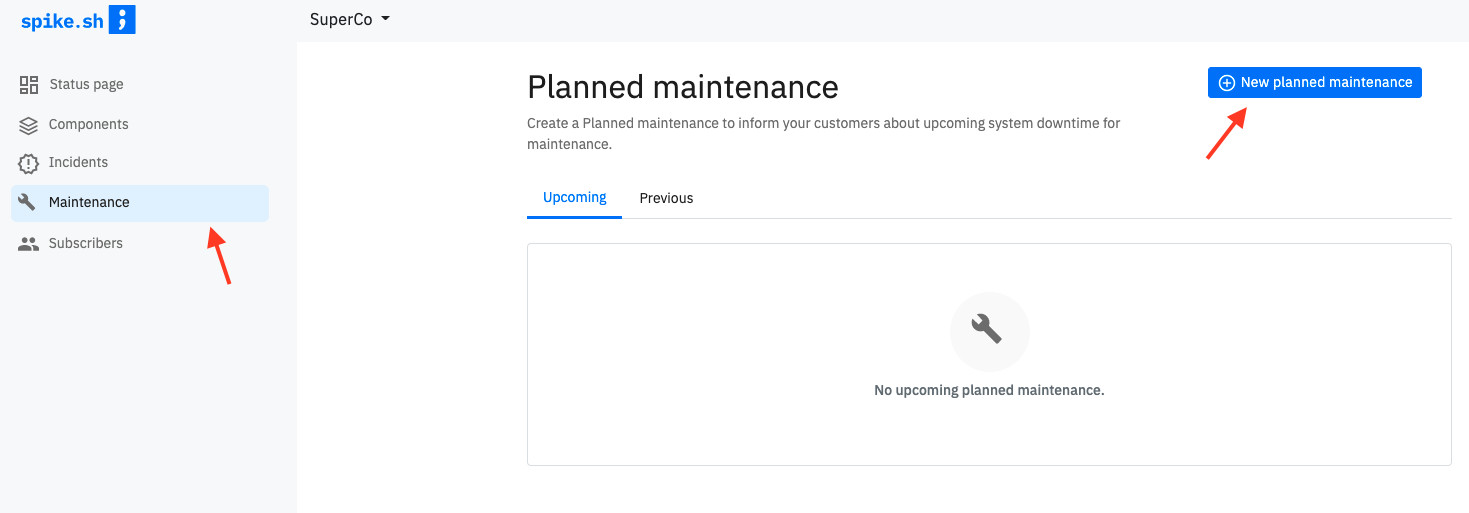 spike.sh
SuperCo
Status page
Components
Incidents
Maintenance
Subscribers
Planned maintenance
New planned maintenance
Create a Planned maintenance to inform your customers about upcoming system downtime for
maintenance.
Upcoming
Previous
No upcoming planned maintenance.